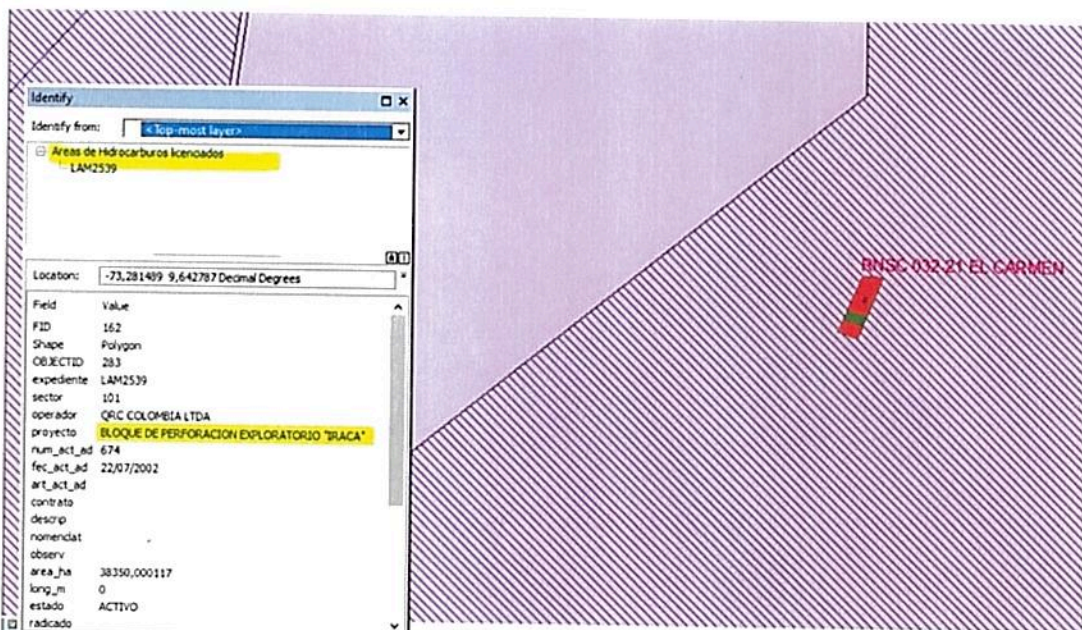 Identify
Identify from: <Top-most layer>
Areas de Hidrocarburos licenciados
LAM2539
Location: -73,281489 9,642787 Decimal Degrees
Field Value
FID 162
Shape Polygon
OBJECTID 283
expediente LAM2539
sector 101
operador QRC COLOMBIA LTDA
proyecto BLOQUE DE PERFORACION EXPLORATORIO "IRACA"
num_act_ad 674
fec_act_ad 22/07/2002
art_act_ad
contrato
descrip
nomenclat
observ
area_ha 38350,000117
long_m 0
estado ACTIVO
radicado
RNSC 032-21 EL CARMEN